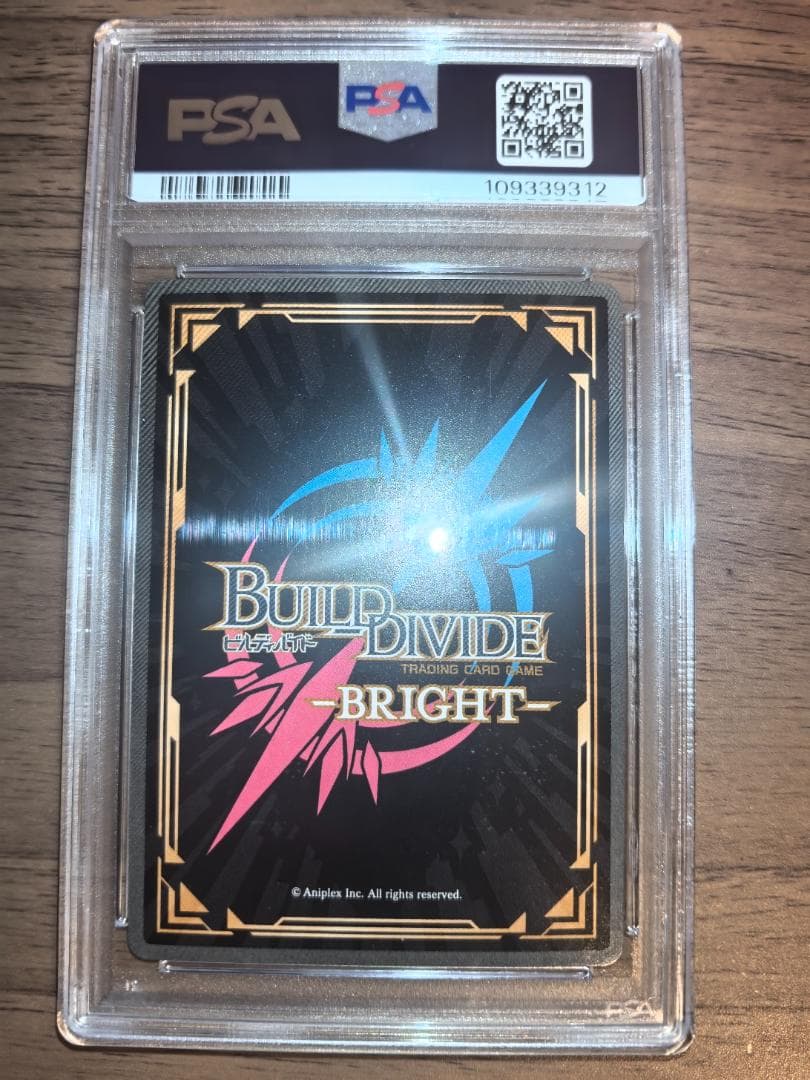 PSA
PSA
109339312
BUILD DIVIDE
ビルディバイド
TRADING CARD GAME
-BRIGHT-
© Aniplex Inc. All rights reserved.
PSA